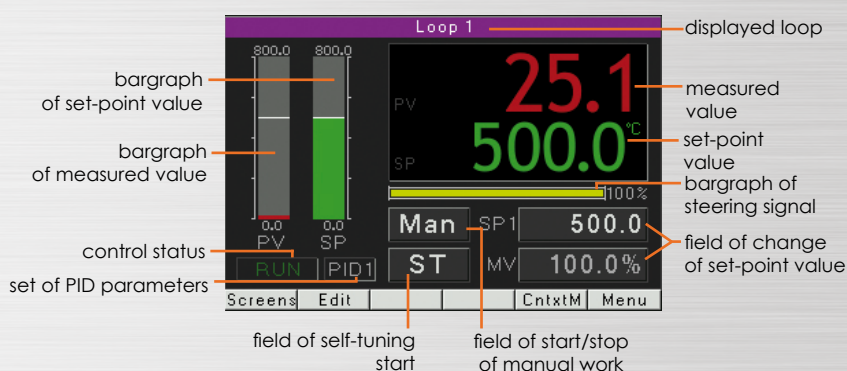 Loop 1
displayed loop
800.0 800.0
bargraph
of set-point value
bargraph
of measured value
0.0 0.0
PV SP
control status
RUN PID1
set of PID parameters
PV 25.1
measured
value
SP 500.0 °C
set-point
value
bargraph of
steering signal
100%
Man SP1 500.0
ST MV 100.0%
field of change
of set-point value
Screens Edit CntxtM Menu
field of self-tuning
start
field of start/stop
of manual work